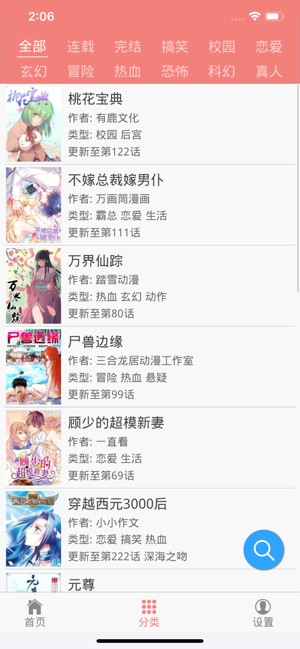 2:06
全部 连载 完结 搞笑 校园 恋爱
玄幻 冒险 热血 恐怖 科幻 真人
桃花宝典
作者: 有鹿文化
类型: 校园 后宫
更新至第122话
不嫁总裁嫁男仆
作者: 万画筒漫画
类型: 霸总 恋爱 生活
更新至第111话
万界仙踪
作者: 踏雪动漫
类型: 热血 玄幻 动作
更新至第80话
尸兽边缘
尸兽边缘
作者: 三合龙居动漫工作室
类型: 冒险 热血 悬疑
更新至第99话
顾少的超模新妻
作者: 一直看
类型: 恋爱 生活
更新至第69话
穿越西元3000后
作者: 小小作文
类型: 恋爱 搞笑 热血
更新至第222话 深海之吻
元尊
首页 分类 设置